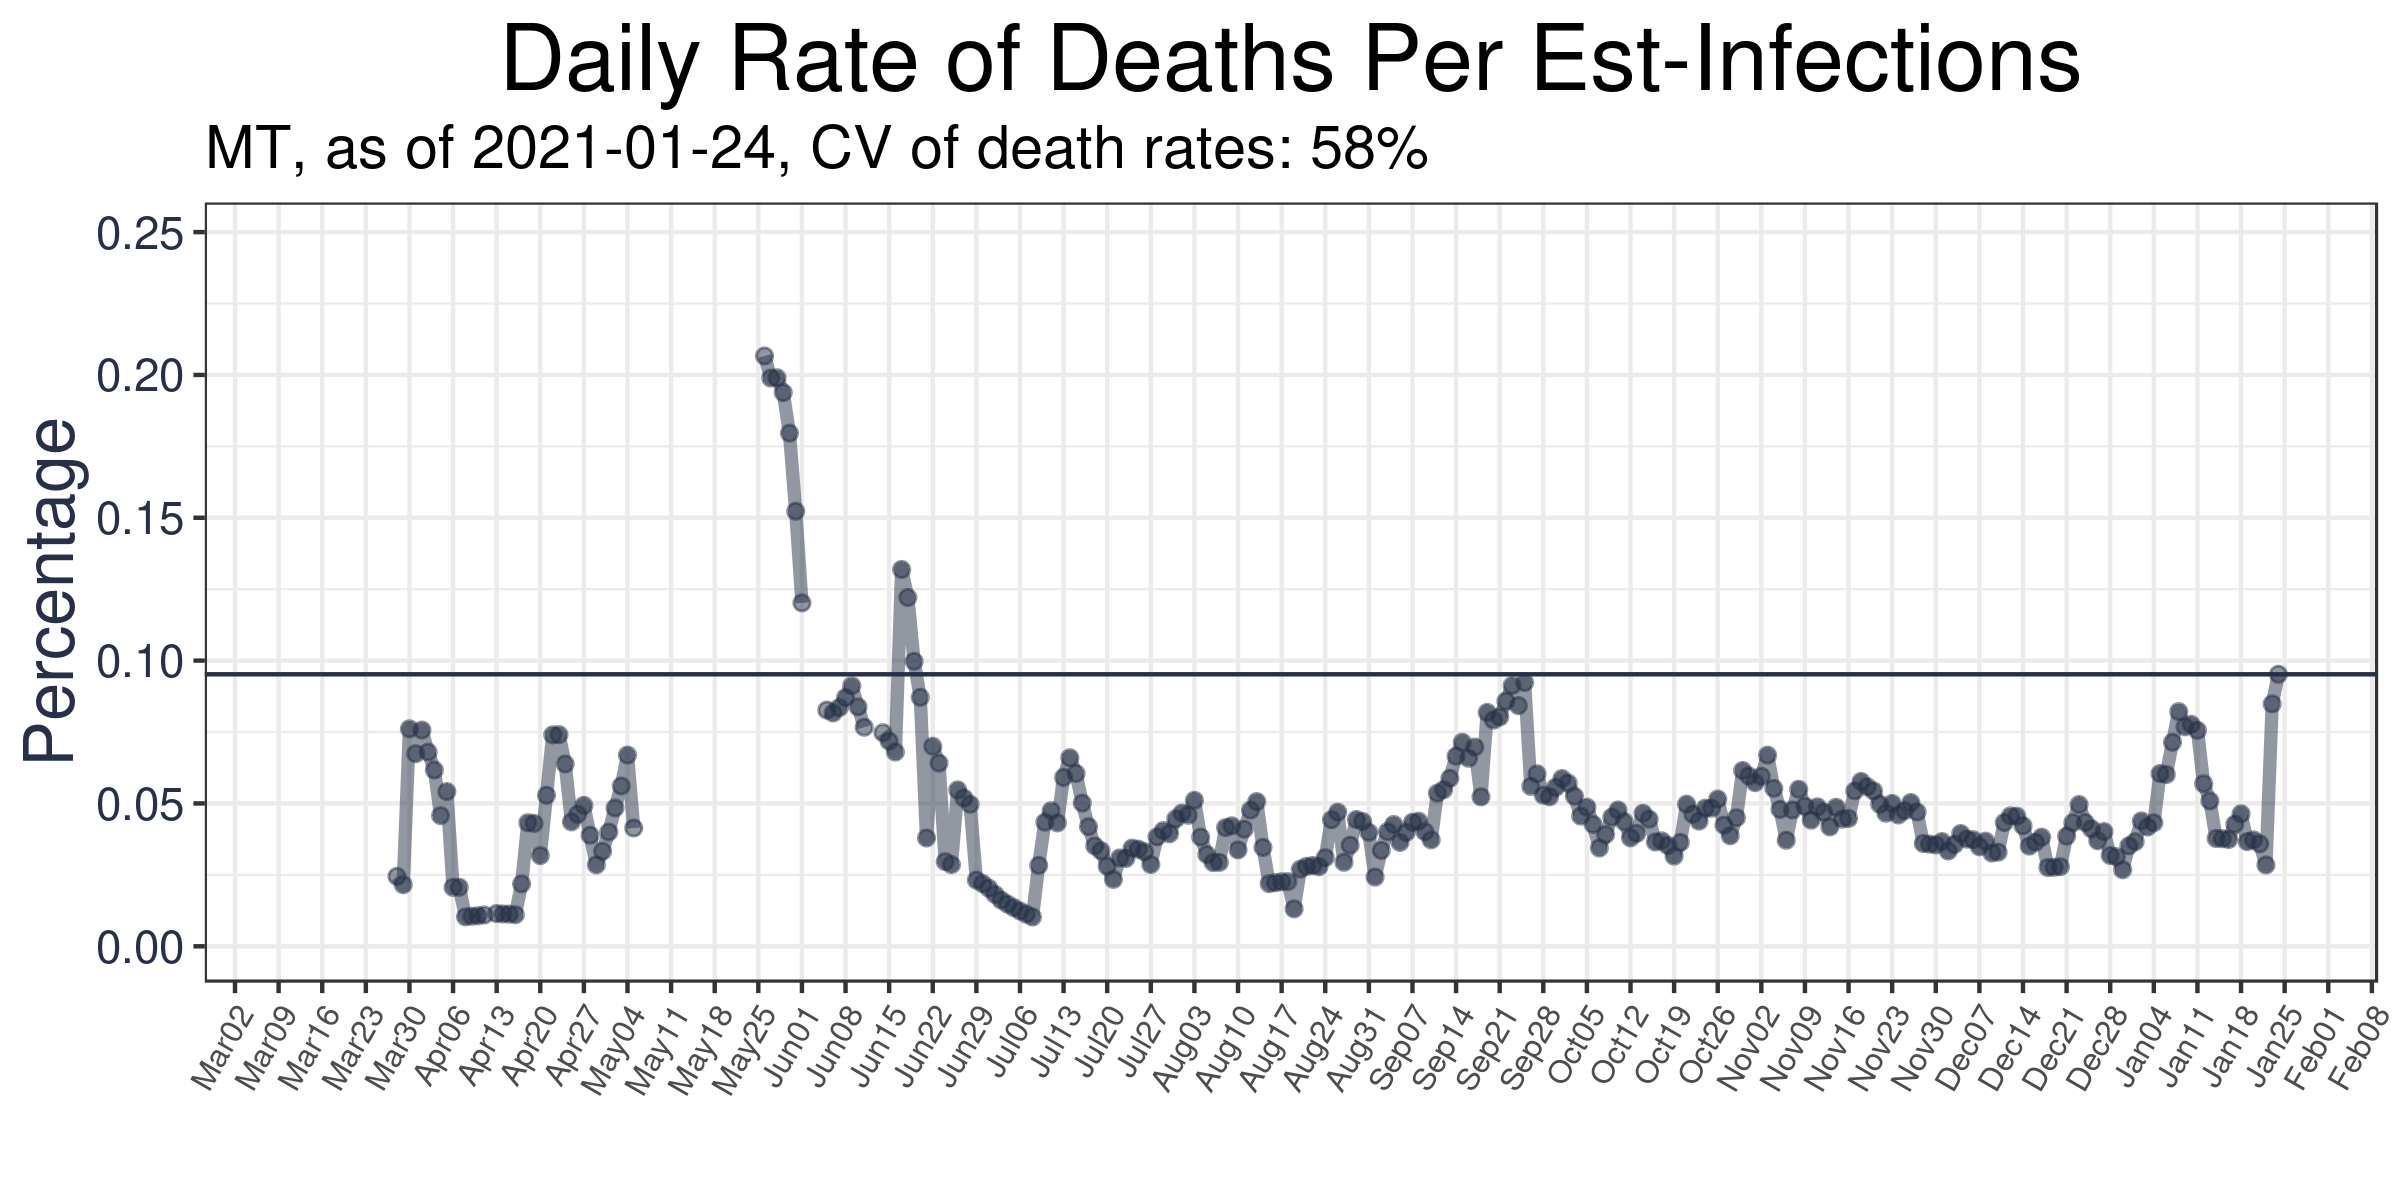 Daily Rate of Deaths Per Est-Infections
MT, as of 2021-01-24, CV of death rates: 58%
Percentage
0.25
0.20
0.15
0.10
0.05
0.00
Mar02
Mar09
Mar16
Mar23
Mar30
Apr06
Apr13
Apr20
Apr27
May04
May11
May18
May25
Jun01
Jun08
Jun15
Jun22
Jun29
Jul06
Jul13
Jul20
Jul27
Aug03
Aug10
Aug17
Aug24
Aug31
Sep07
Sep14
Sep21
Sep28
Oct05
Oct12
Oct19
Oct26
Nov02
Nov09
Nov16
Nov23
Nov30
Dec07
Dec14
Dec21
Dec28
Jan04
Jan11
Jan18
Jan25
Feb01
Feb08